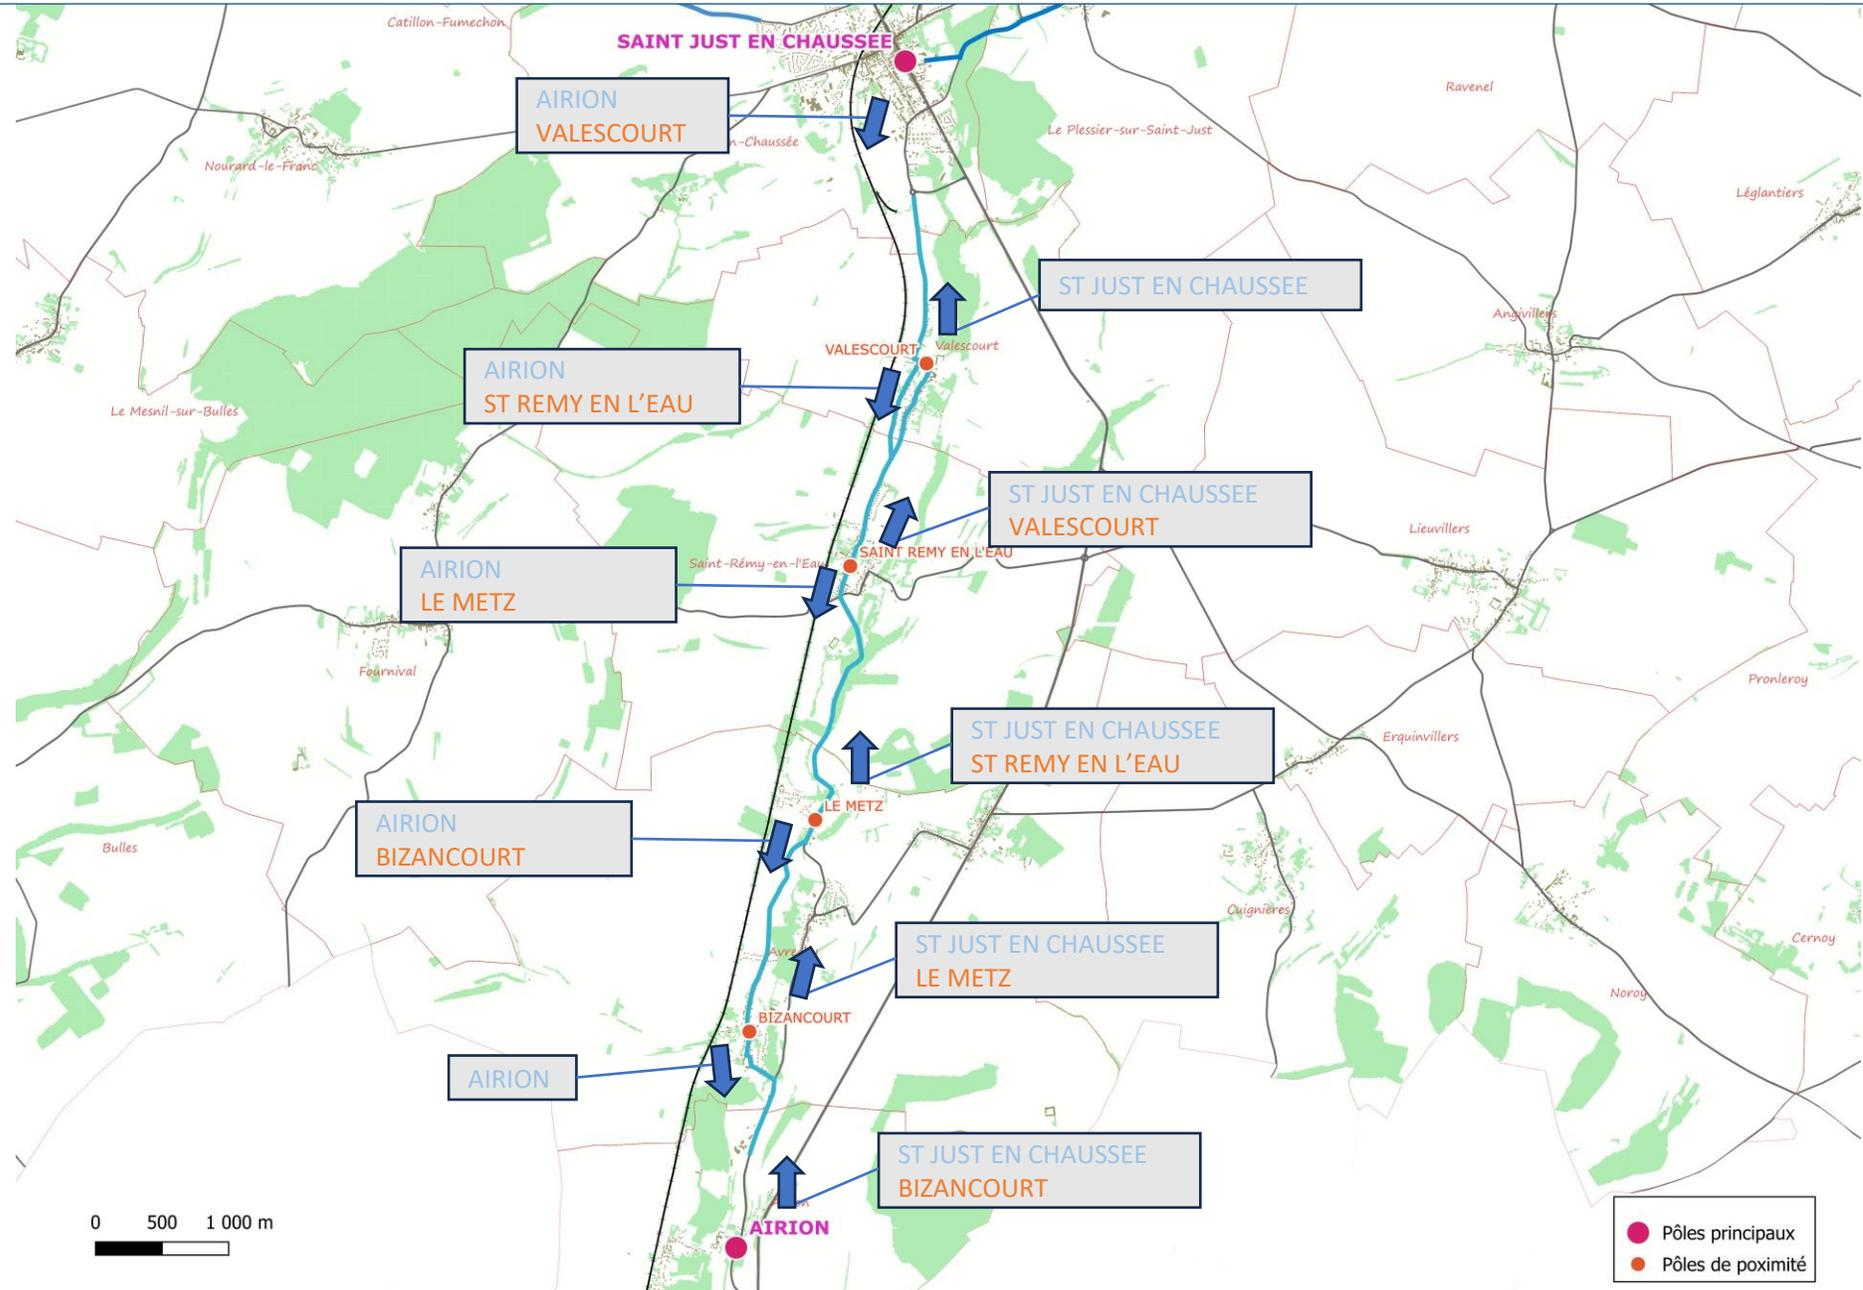 Catillon-Fumechon
SAINT JUST EN CHAUSSEE
Ravenel
AIRION
VALESCOURT
n-Chaussée
Le Plessier-sur-Saint-Just
Nourard-le-Franc
Léglantiers
ST JUST EN CHAUSSEE
Angivillers
VALESCOURT
Valescourt
AIRION
ST REMY EN L'EAU
Le Mesnil-sur-Bulles
ST JUST EN CHAUSSEE
VALESCOURT
Lieuvillers
SAINT REMY EN L'EAU
Saint-Rémy-en-l'Eau
AIRION
LE METZ
Fournival
Pronleroy
ST JUST EN CHAUSSEE
ST REMY EN L'EAU
Erquinvillers
LE METZ
AIRION
BIZANCOURT
Bulles
Cuignières
ST JUST EN CHAUSSEE
LE METZ
Cernoy
Avre
Noroy
BIZANCOURT
AIRION
ST JUST EN CHAUSSEE
BIZANCOURT
AIRION
0 500 1 000 m
Pôles principaux
Pôles de poximité